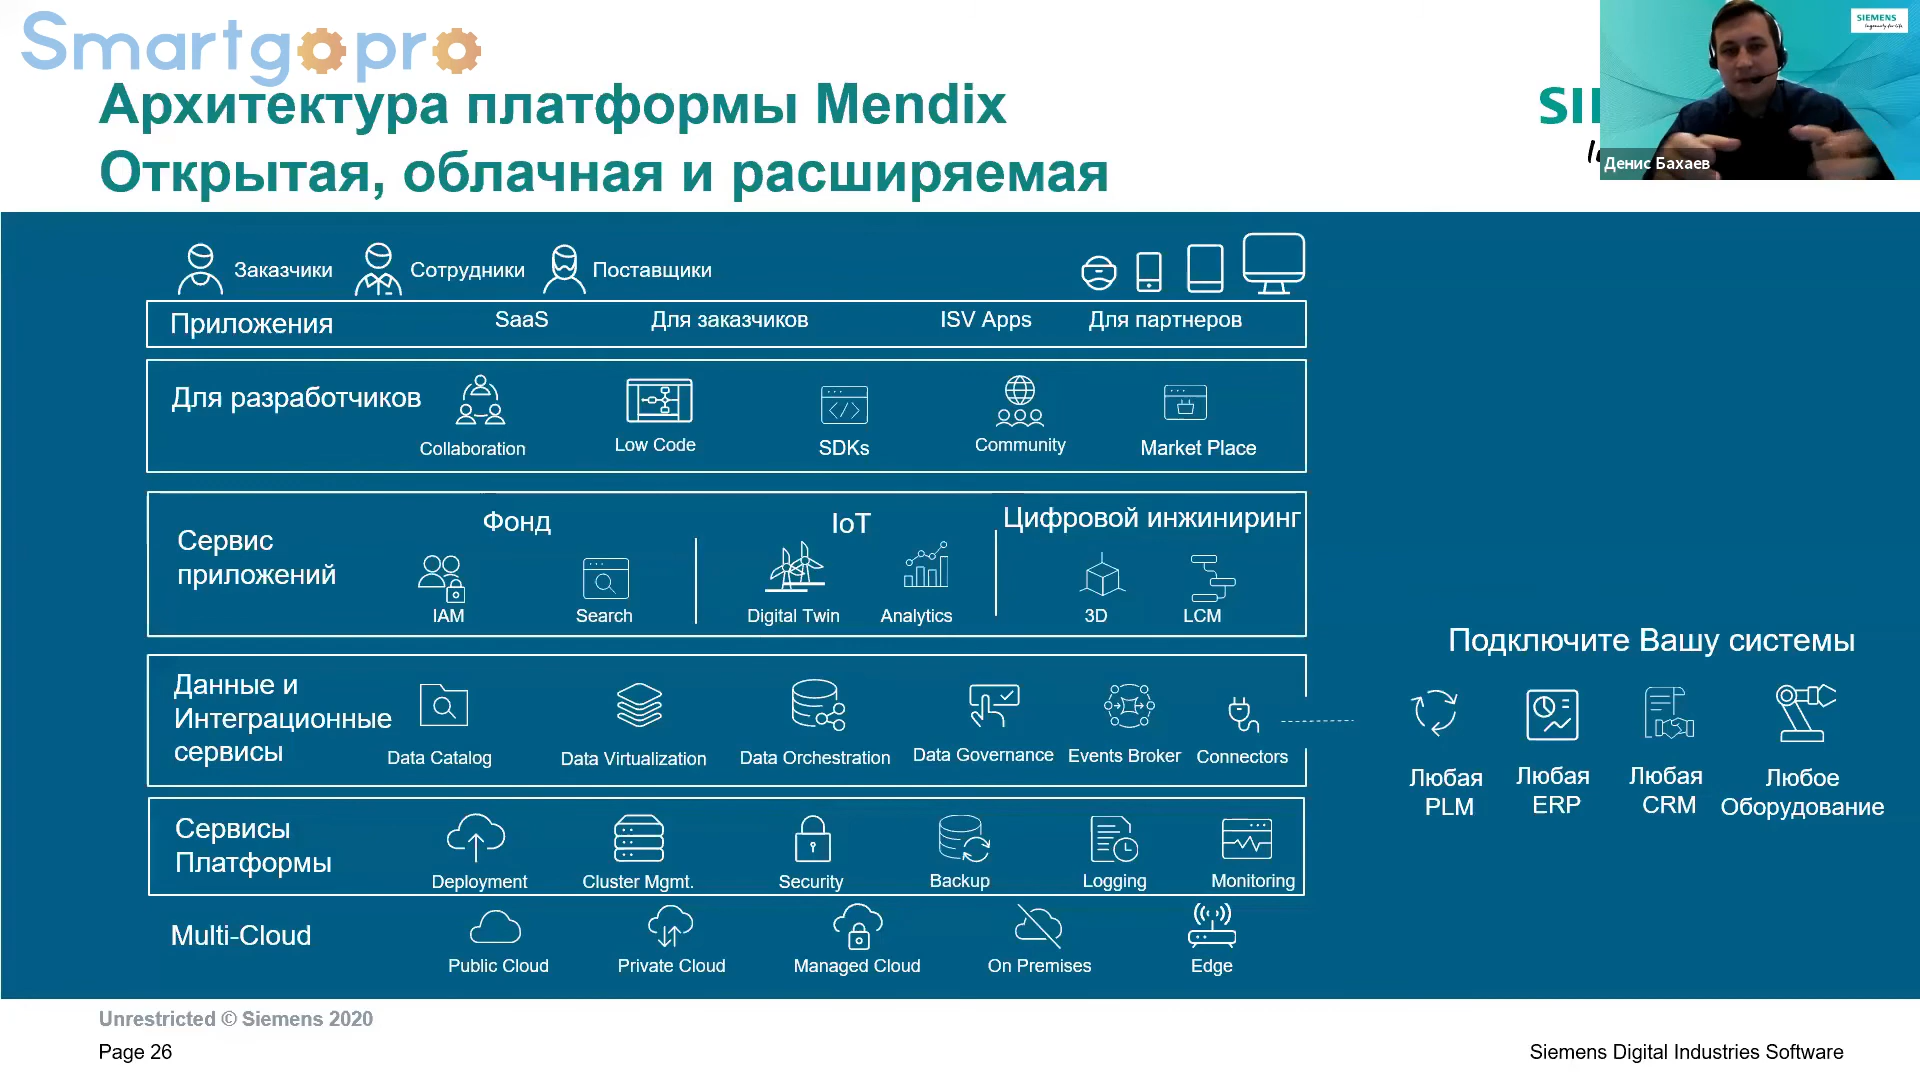 Smartgopro
SIEMENS
Ingenuity for life
Архитектура платформы Mendix
Открытая, облачная и расширяемая
Денис Бахаев
Заказчики
Сотрудники
Поставщики
Приложения
SaaS
Для заказчиков
ISV Apps
Для партнеров
Для разработчиков
Collaboration
Low Code
SDKs
Community
Market Place
Сервис
приложений
Фонд
IoT
Цифровой инжиниринг
IAM
Search
Digital Twin
Analytics
3D
LCM
Данные и
Интеграционные
сервисы
Data Catalog
Data Virtualization
Data Orchestration
Data Governance
Events Broker
Connectors
Подключите Вашу системы
Любая
PLM
Любая
ERP
Любая
CRM
Любое
Оборудование
Сервисы
Платформы
Deployment
Cluster Mgmt.
Security
Backup
Logging
Monitoring
Multi-Cloud
Public Cloud
Private Cloud
Managed Cloud
On Premises
Edge
Unrestricted © Siemens 2020
Page 26
Siemens Digital Industries Software